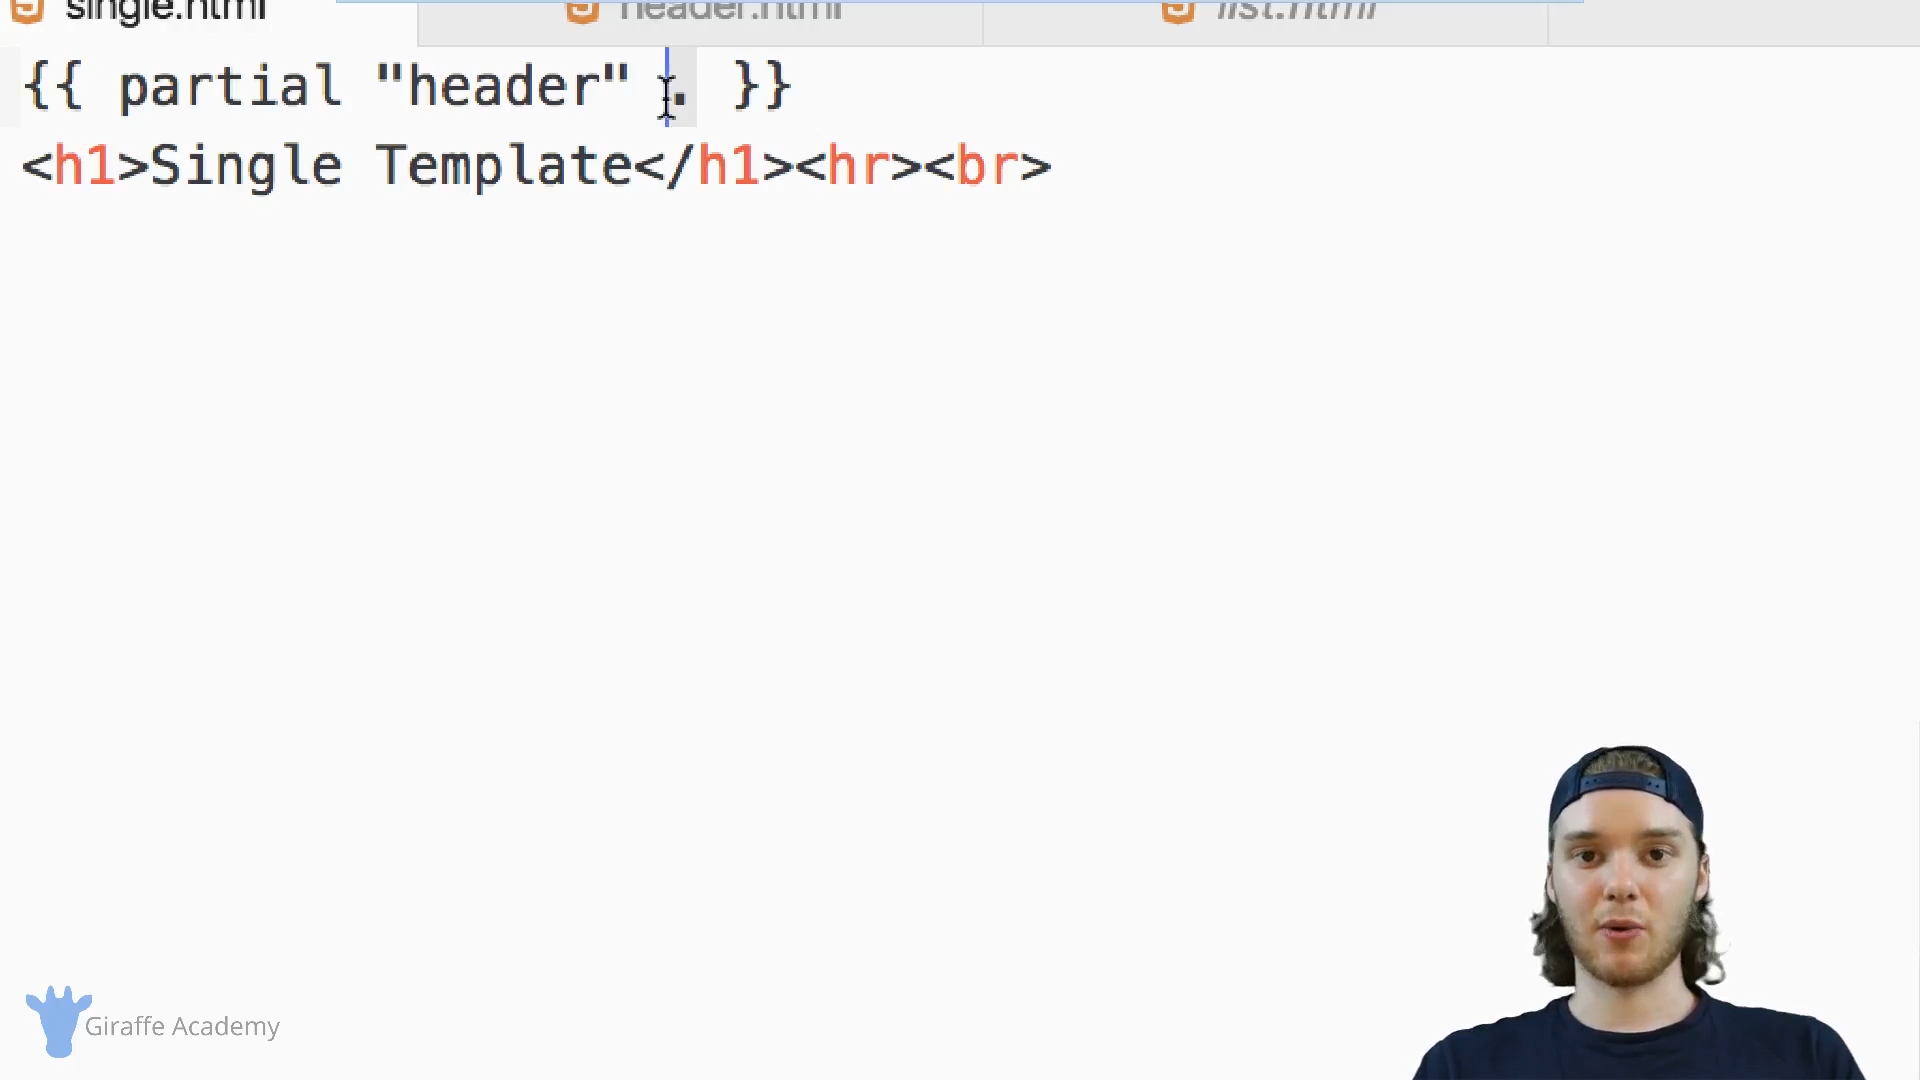 single.html
header.html
list.html
{{ partial "header" . }}
<h1>Single Template</h1><hr><br>
Giraffe Academy